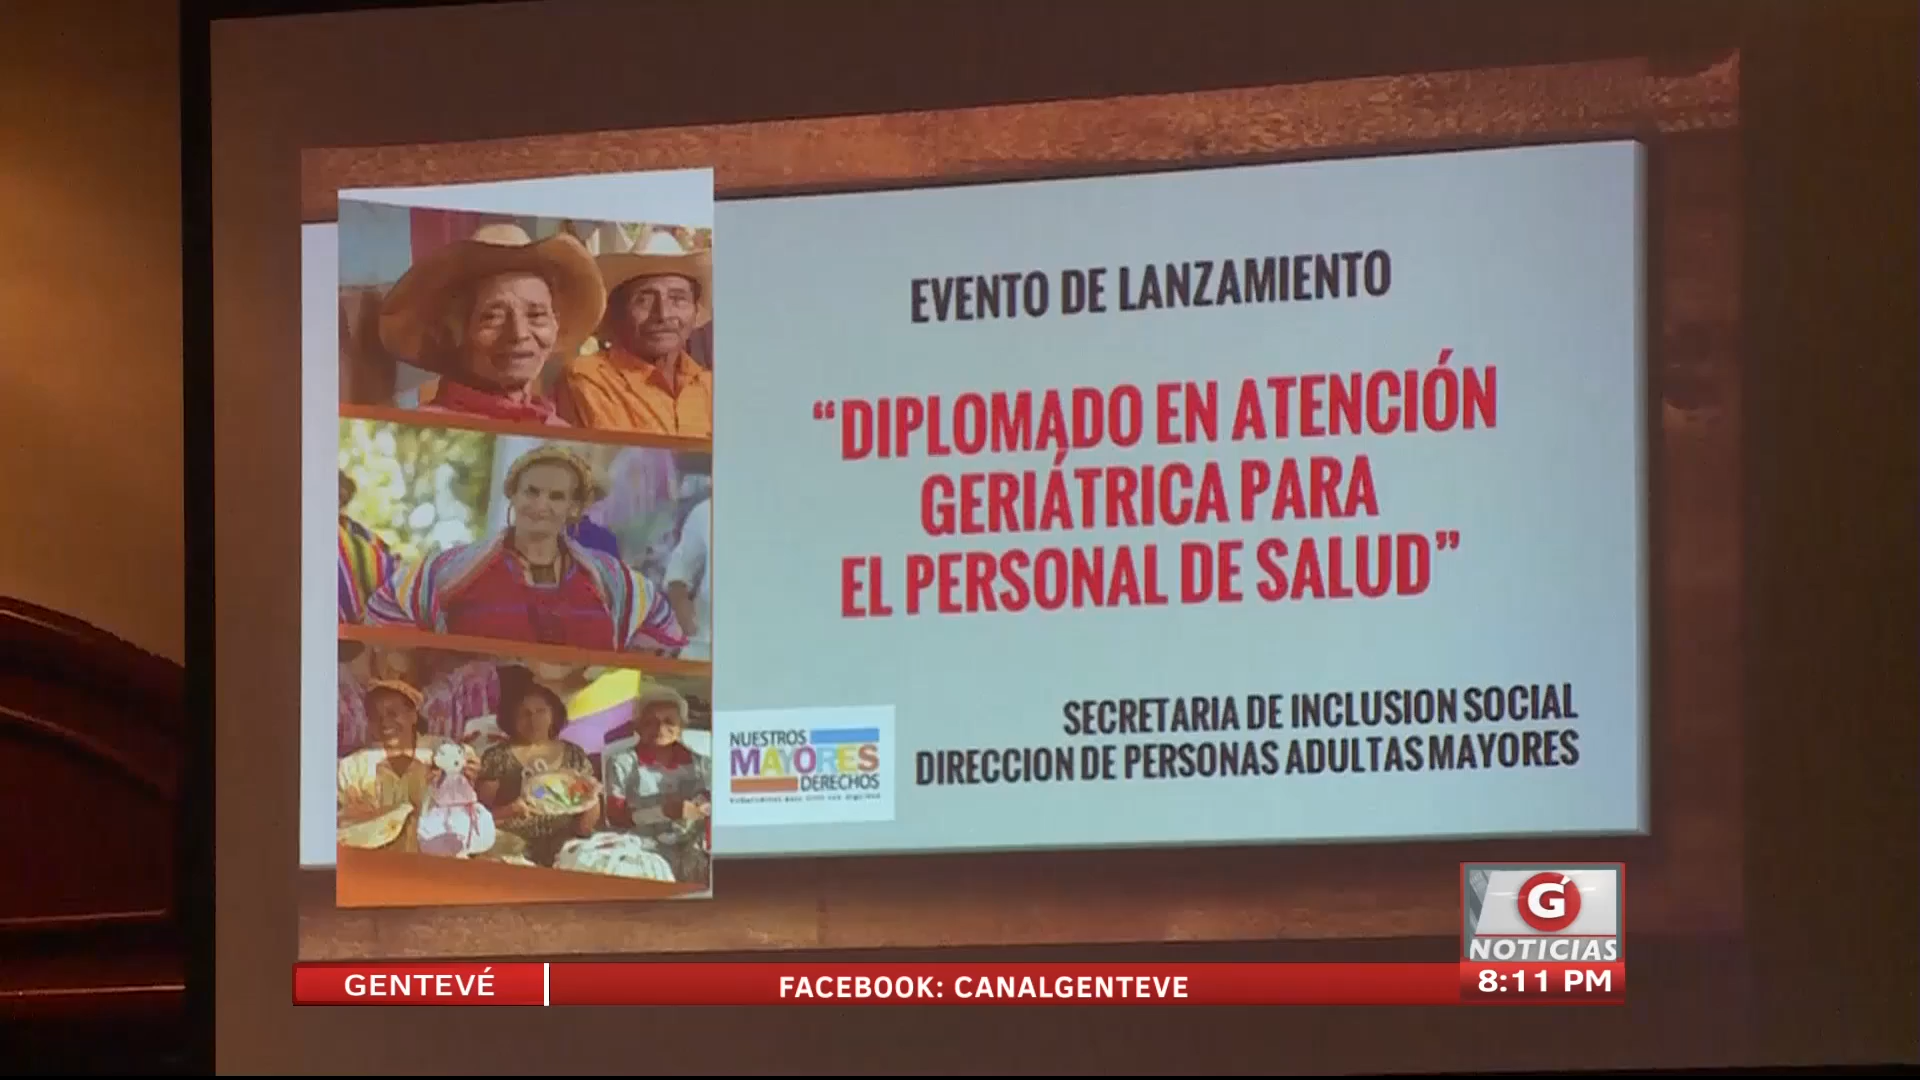 EVENTO DE LANZAMIENTO
“DIPLOMADO EN ATENCIÓN
GERIÁTRICA PARA
EL PERSONAL DE SALUD”
SECRETARIA DE INCLUSION SOCIAL
DIRECCION DE PERSONAS ADULTAS MAYORES
NUESTROS
MAYORES
DERECHOS
G
NOTICIAS
8:11 PM
GENTEVÉ
FACEBOOK: CANALGENTEVE